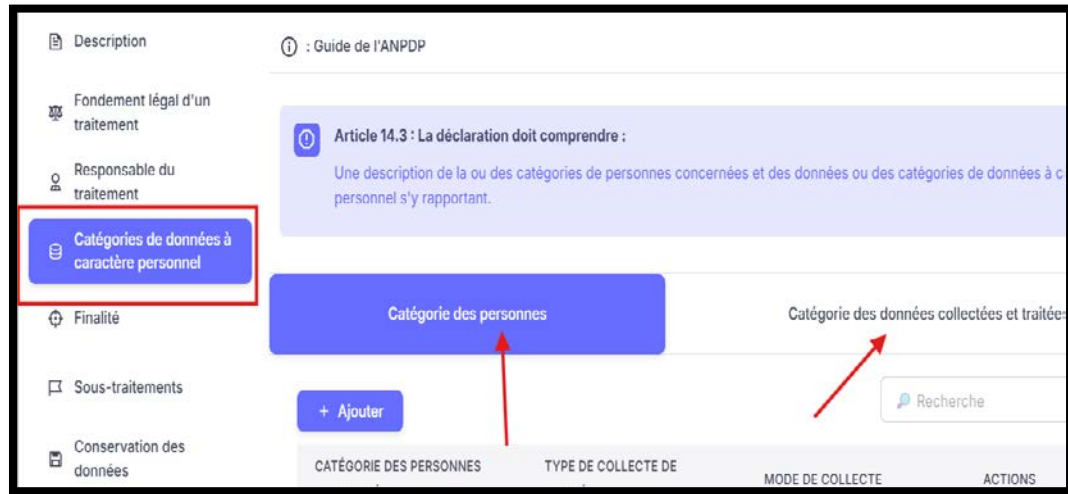 Description
Fondement légal d'un
traitement
Responsable du
traitement
Catégories de données à
caractère personnel
Finalité
Sous-traitements
Conservation des
données
: Guide de l'ANPDP
Article 14.3 : La déclaration doit comprendre :
Une description de la ou des catégories de personnes concernées et des données ou des catégories de données à c
personnel s'y rapportant.
Catégorie des personnes
Catégorie des données collectées et traitées
+ Ajouter
Recherche
CATÉGORIE DES PERSONNES
TYPE DE COLLECTE DE
MODE DE COLLECTE
ACTIONS